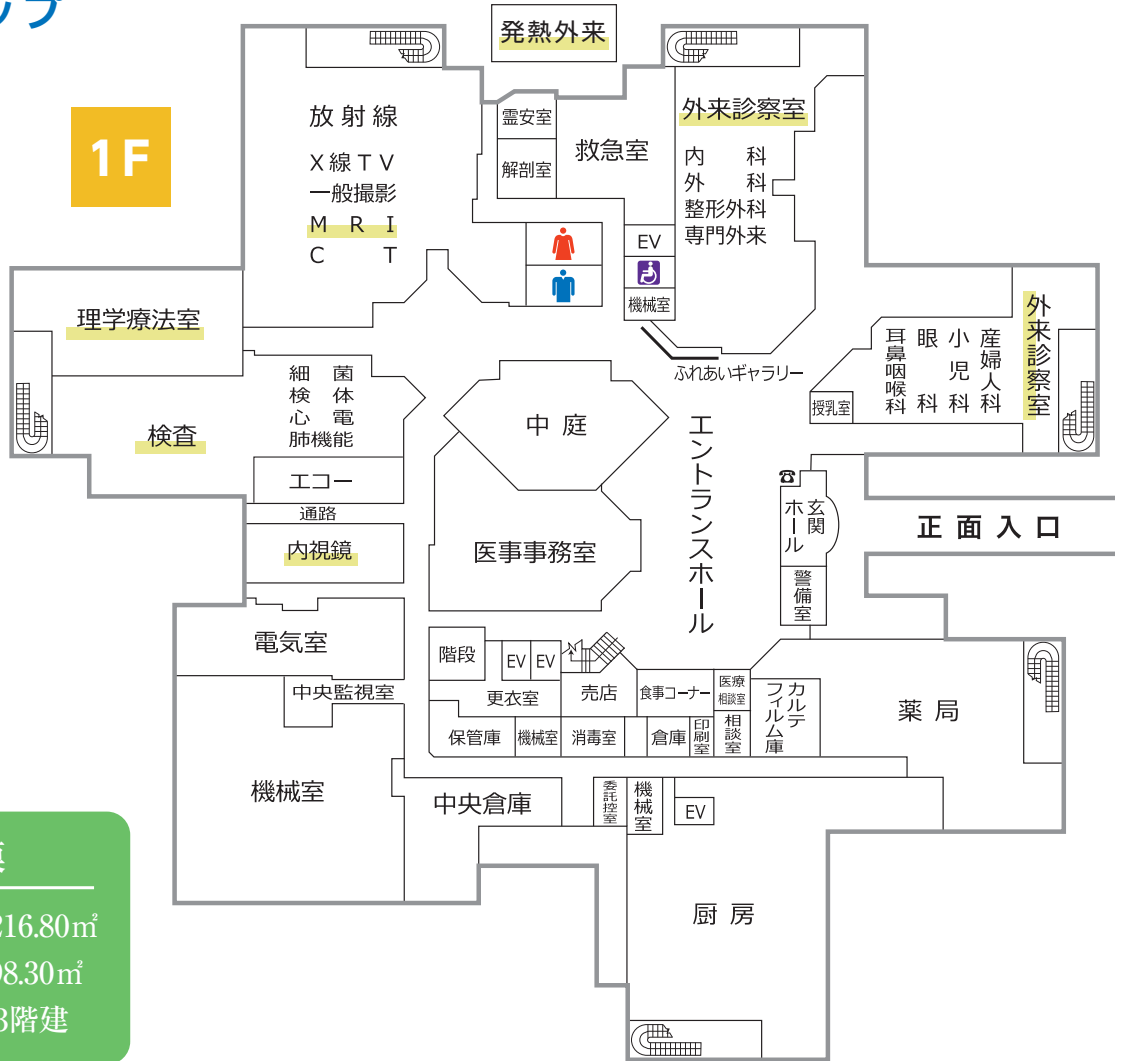 ップ
1F
発熱外来
放射線
X線TV
一般撮影
MRI
CT
霊安室
解剖室
救急室
外来診察室
内科
外科
整形外科
専門外来
EV
機械室
ふれあいギャラリー
理学療法室
検査
細菌
検体
心電
肺機能
エコー
通路
内視鏡
中庭
医事事務室
エントランスホール
授乳室
耳鼻咽喉科
眼科
小児科
産婦人科
外来診察室
玄関
ホール
警備室
正面入口
電気室
中央監視室
機械室
階段
EV
EV
更衣室
売店
食事コーナー
医療
相談室
カルテ
フィルム庫
薬局
保管庫
機械室
消毒室
倉庫
印刷室
相談室
中央倉庫
委託控室
機械室
EV
厨房
216.80㎡
98.30㎡
3階建